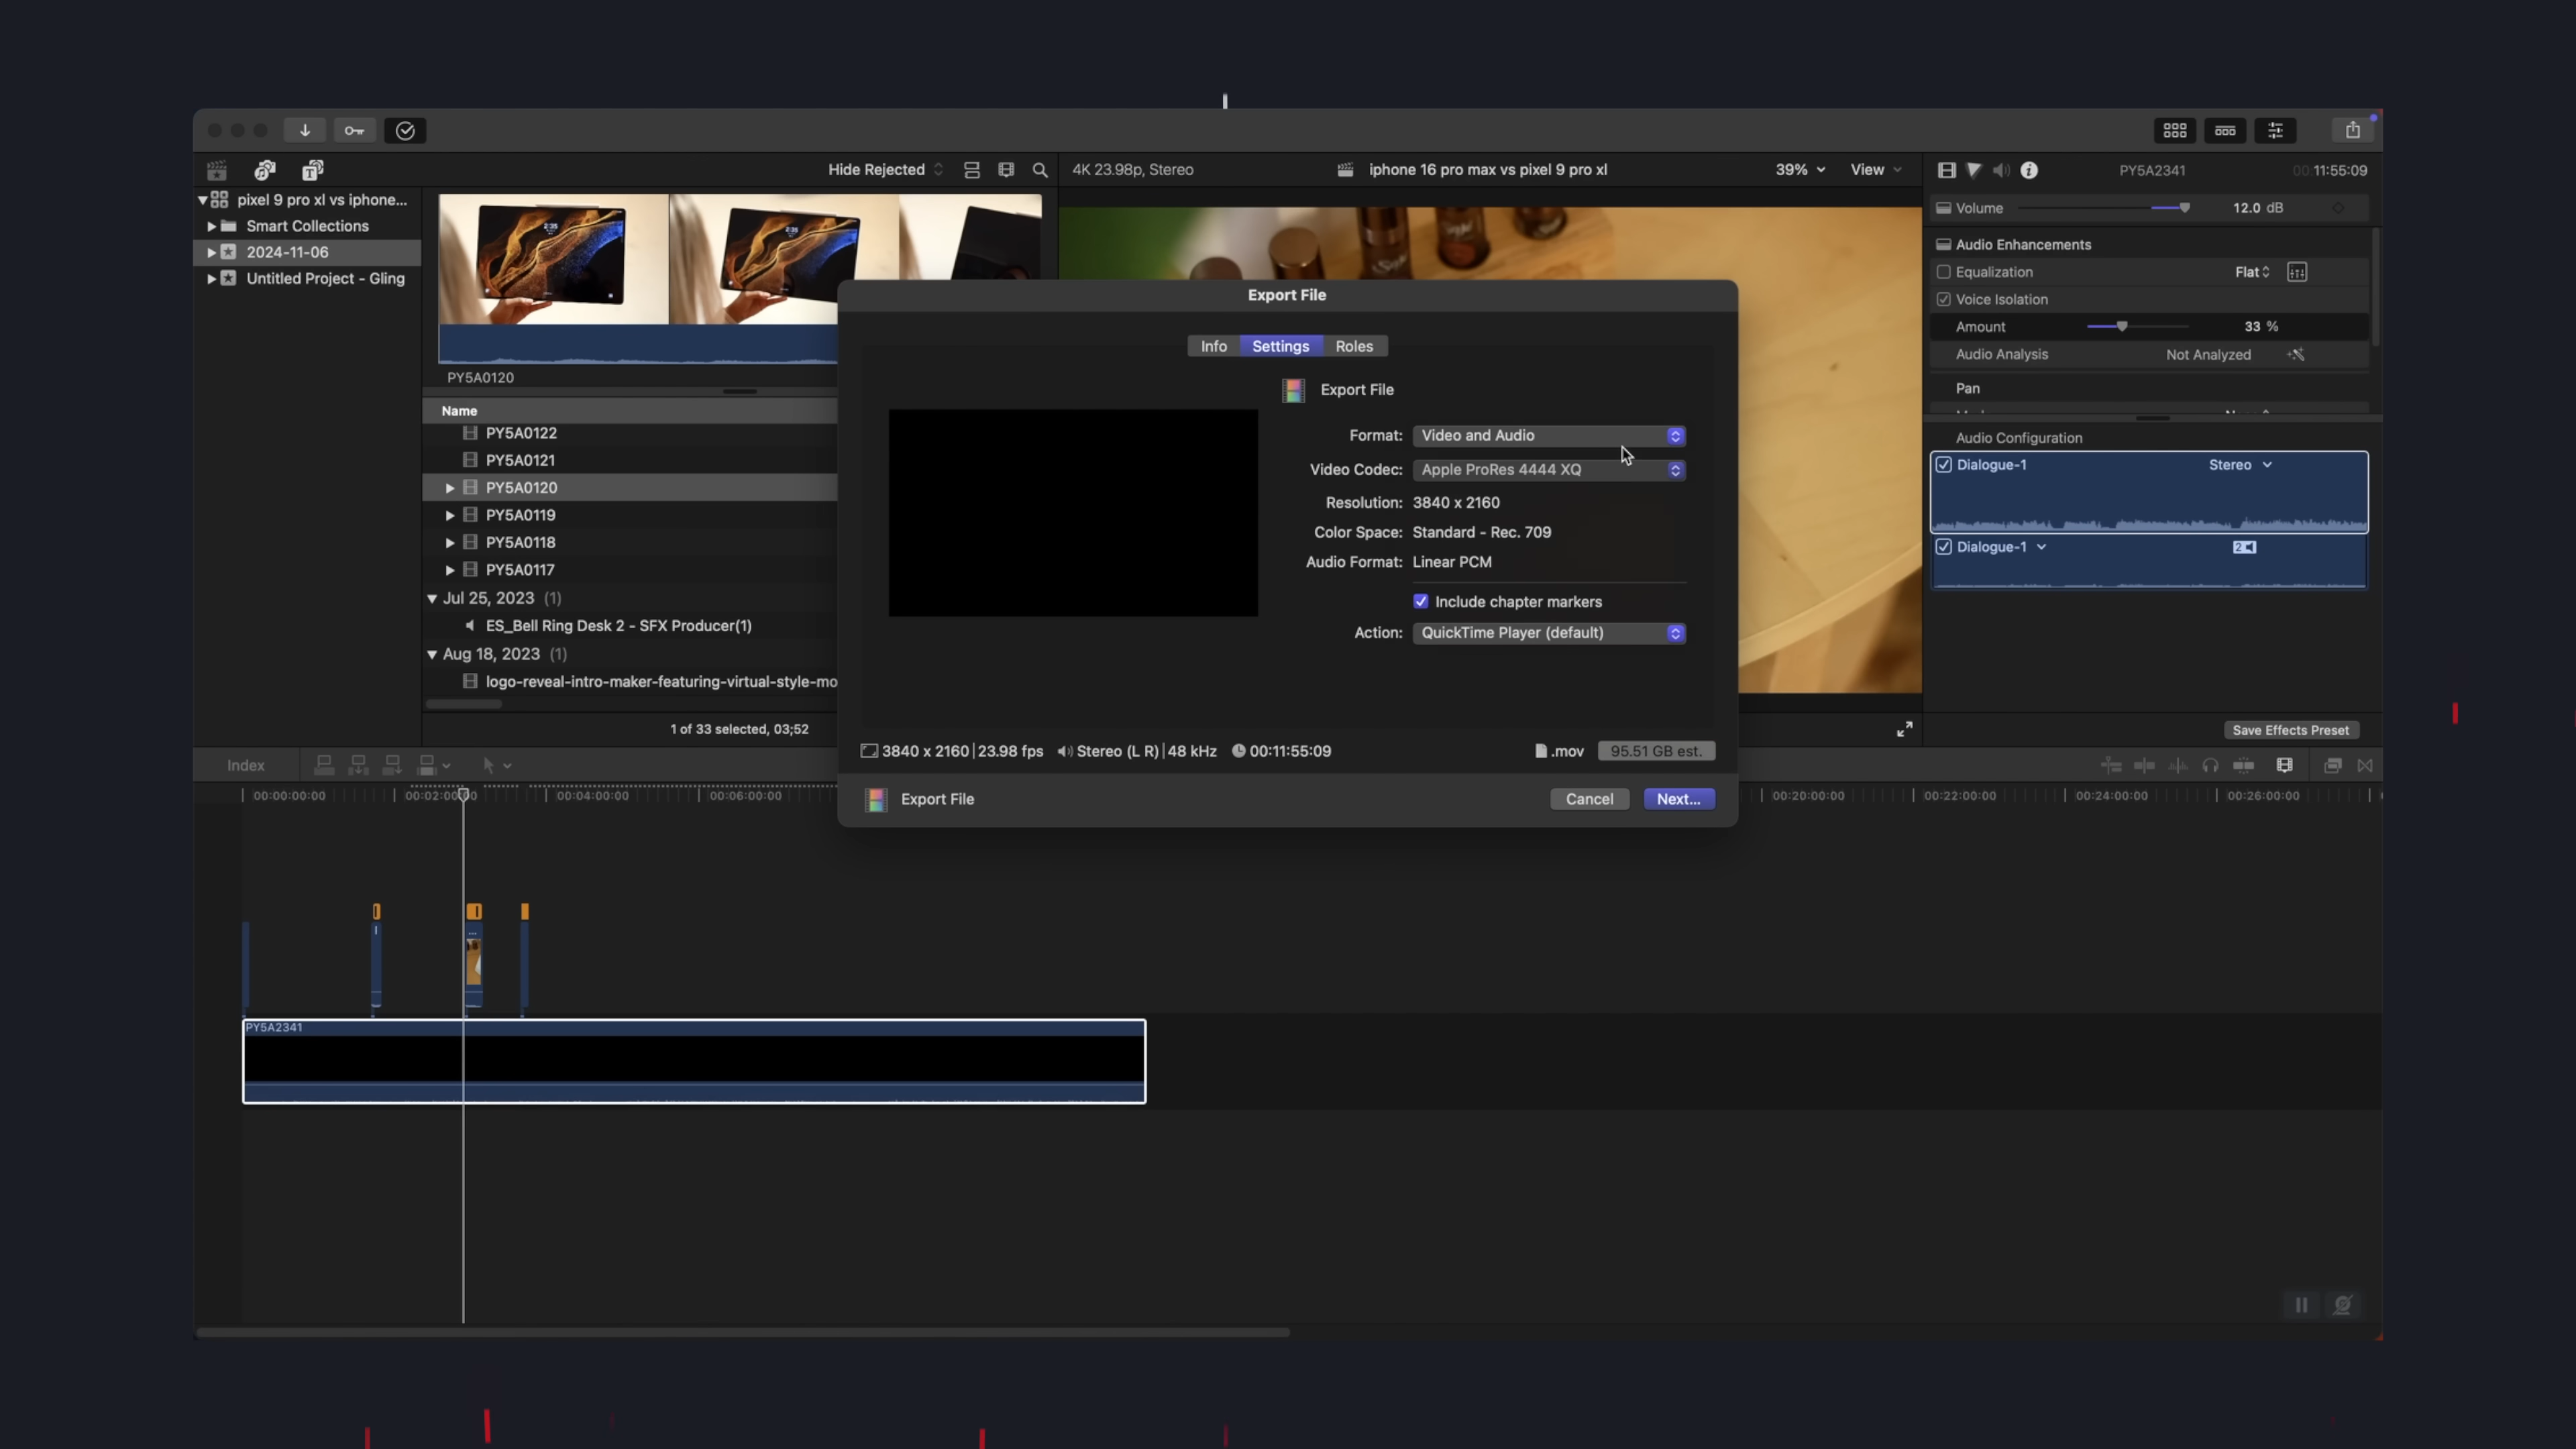 Hide Rejected
4K 23.98p, Stereo
iphone 16 pro max vs pixel 9 pro xl
39%
View
PY5A2341
00:11:55:09
pixel 9 pro xl vs iphone...
Smart Collections
2024-11-06
Untitled Project - Gling
PY5A0120
Name
PY5A0122
PY5A0121
PY5A0120
PY5A0119
PY5A0118
PY5A0117
Jul 25, 2023 (1)
ES_Bell Ring Desk 2 - SFX Producer(1)
Aug 18, 2023 (1)
logo-reveal-intro-maker-featuring-virtual-style-mo
1 of 33 selected, 03;52
Export File
Info Settings Roles
Export File
Format: Video and Audio
Video Codec: Apple ProRes 4444 XQ
Resolution: 3840 x 2160
Color Space: Standard - Rec. 709
Audio Format: Linear PCM
Include chapter markers
Action: QuickTime Player (default)
3840 x 2160 | 23.98 fps Stereo (L R) | 48 kHz 00:11:55:09 .mov 95.51 GB est.
Export File
Cancel Next...
Volume 12.0 dB
Audio Enhancements
Equalization Flat
Voice Isolation
Amount 33 %
Audio Analysis Not Analyzed
Pan
Audio Configuration
Dialogue-1 Stereo
Dialogue-1 2
Save Effects Preset
Index
00:00:00:00 00:04:00:00 00:06:00:00 00:20:00:00 00:22:00:00 00:24:00:00 00:26:00:00
PY5A2341